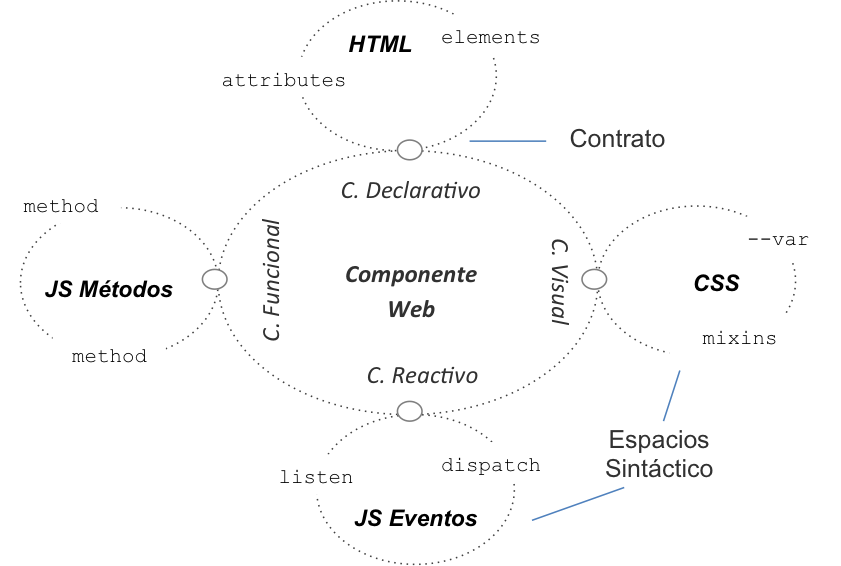 HTML
elements
attributes
Contrato
C. Declarativo
method
C. Funcional
C. Visual
--var
JS Métodos
Componente
Web
CSS
method
mixins
C. Reactivo
Espacios
Sintáctico
listen
dispatch
JS Eventos